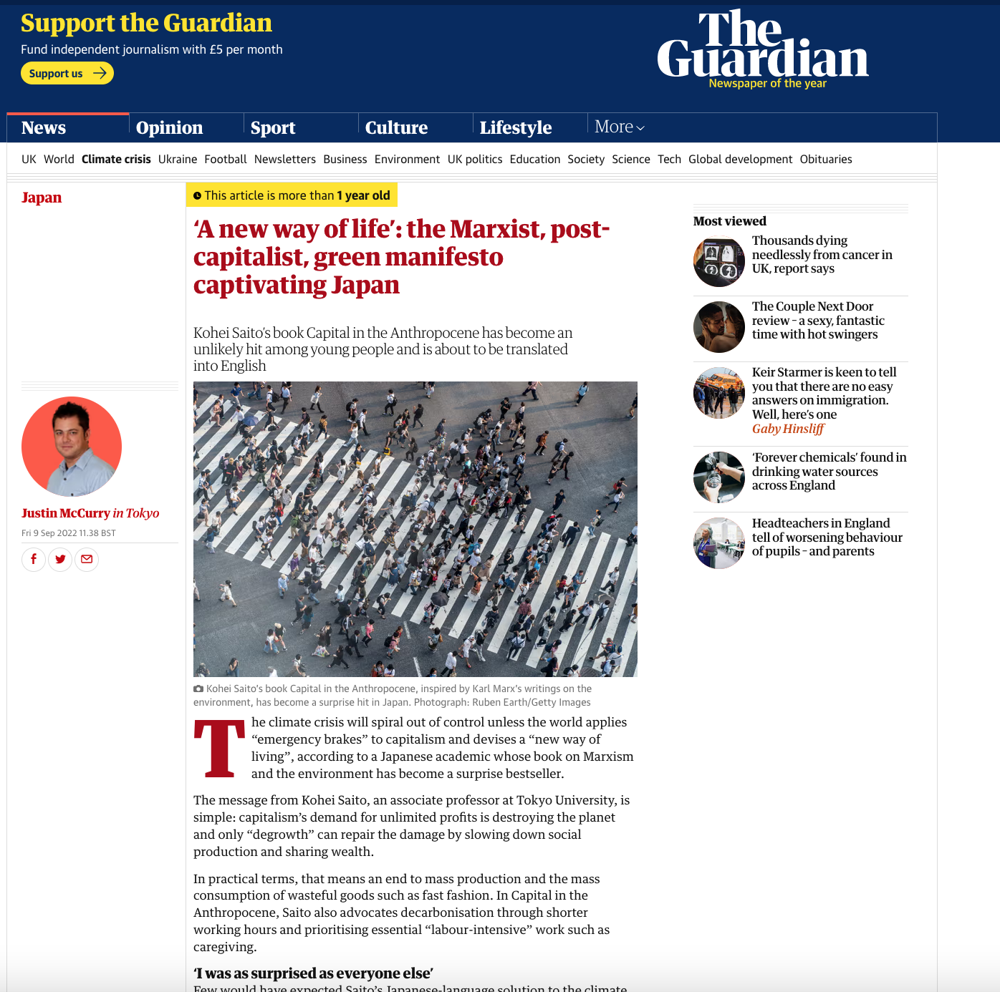 Support the Guardian
Fund independent journalism with £5 per month
Support us
The
Guardian
Newspaper of the year
News
Opinion
Sport
Culture
Lifestyle
More
UK World Climate crisis Ukraine Football Newsletters Business Environment UK politics Education Society Science Tech Global development Obituaries
Japan
This article is more than 1 year old
‘A new way of life’: the Marxist, post-
capitalist, green manifesto
captivating Japan
Kohei Saito’s book Capital in the Anthropocene has become an
unlikely hit among young people and is about to be translated
into English
Justin McCurry in Tokyo
Fri 9 Sep 2022 11.38 BST
Kohei Saito’s book Capital in the Anthropocene, inspired by Karl Marx’s writings on the
environment, has become a surprise hit in Japan. Photograph: Ruben Earth/Getty Images
The climate crisis will spiral out of control unless the world applies
“emergency brakes” to capitalism and devises a “new way of
living”, according to a Japanese academic whose book on Marxism
and the environment has become a surprise bestseller.
The message from Kohei Saito, an associate professor at Tokyo University, is
simple: capitalism’s demand for unlimited profits is destroying the planet
and only “degrowth” can repair the damage by slowing down social
production and sharing wealth.
In practical terms, that means an end to mass production and the mass
consumption of wasteful goods such as fast fashion. In Capital in the
Anthropocene, Saito also advocates decarbonisation through shorter
working hours and prioritising essential “labour-intensive” work such as
caregiving.
‘I was as surprised as everyone else’
Few would have expected Saito’s Japanese-language solution to the climate
Most viewed
Thousands dying
needlessly from cancer in
UK, report says
The Couple Next Door
review – a sexy, fantastic
time with hot swingers
Keir Starmer is keen to tell
you that there are no easy
answers on immigration.
Well, here’s one
Gaby Hinsliff
‘Forever chemicals’ found in
drinking water sources
across England
Headteachers in England
tell of worsening behaviour
of pupils – and parents